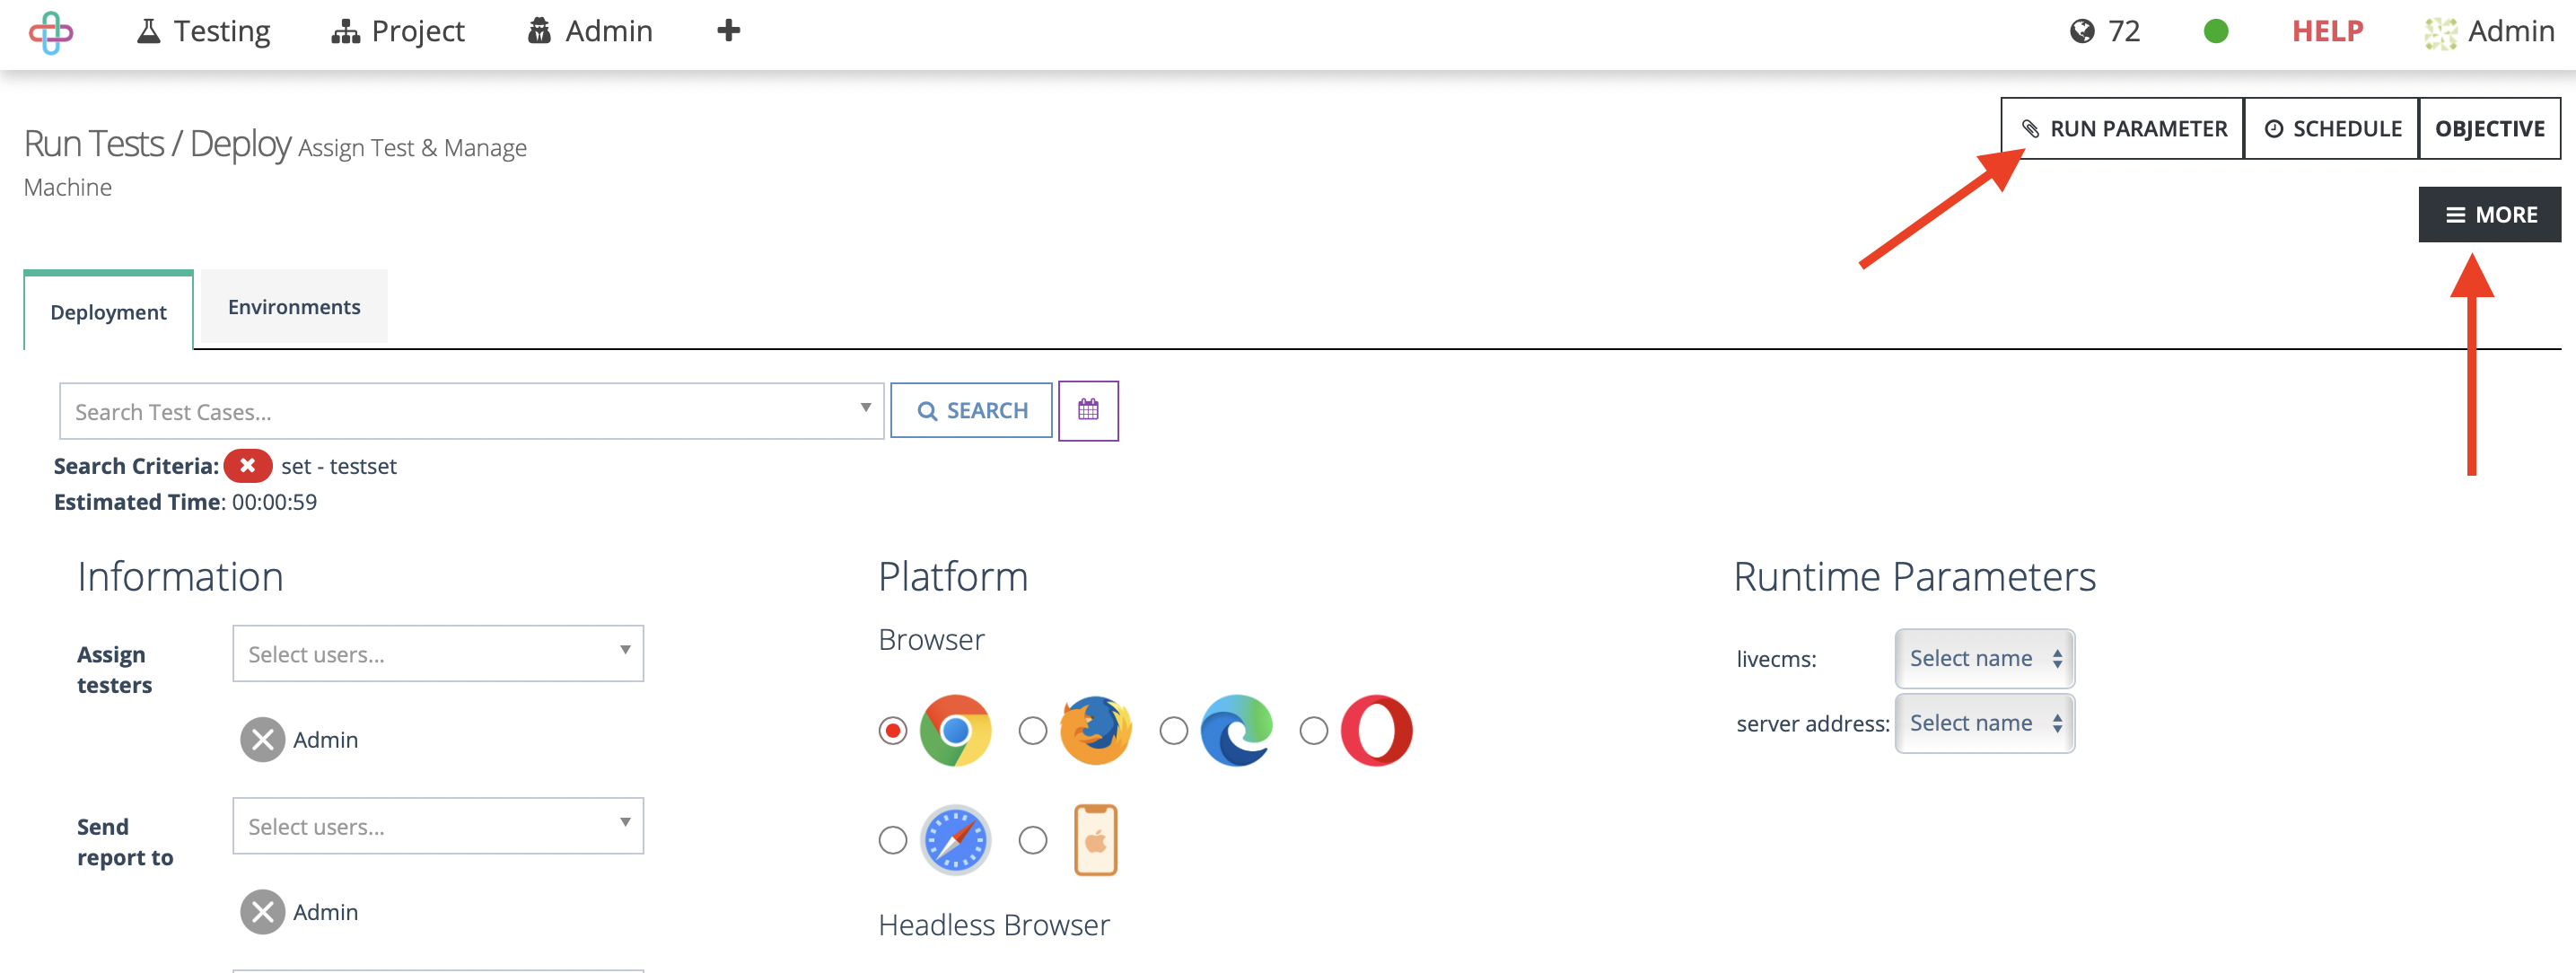 Testing Project Admin 72 HELP Admin
Run Tests / Deploy Assign Test & Manage
Machine
RUN PARAMETER SCHEDULE OBJECTIVE
MORE
Deployment Environments
Search Test Cases... SEARCH
Search Criteria: set - testset
Estimated Time: 00:00:59
Information
Assign
testers
Select users...
Admin
Send
report to
Select users...
Admin
Platform
Browser
Headless Browser
Runtime Parameters
livecms: Select name
server address: Select name